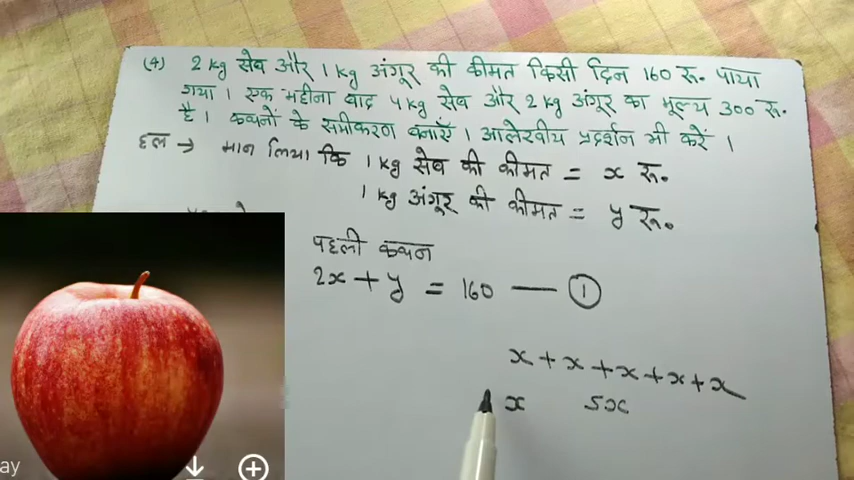 (4) 2 kg सेव और 1 kg अंगूर की कीमत किसी दिन 160 रू. पाया
गया । एक महीना बाद 4 kg सेव और 2 kg अंगूर का मूल्य 300 रू.
है । कथनो के समीकरण बनाएँ । आलेखीय प्रदर्शन भी करें ।
हल → मान लिया कि 1 kg सेव की कीमत = x रू.
1 kg अंगूर की कीमत = y रू.
पहली कथन
2x + y = 160 — ①
x + x + x + x + x
x 5x
ay